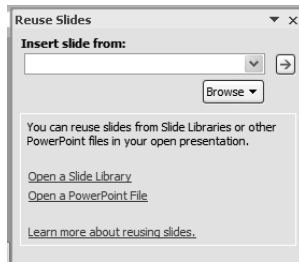 Reuse Slides
Insert slide from:
Browse
You can reuse slides from Slide Libraries or other
PowerPoint files in your open presentation.
Open a Slide Library
Open a PowerPoint File
Learn more about reusing slides.